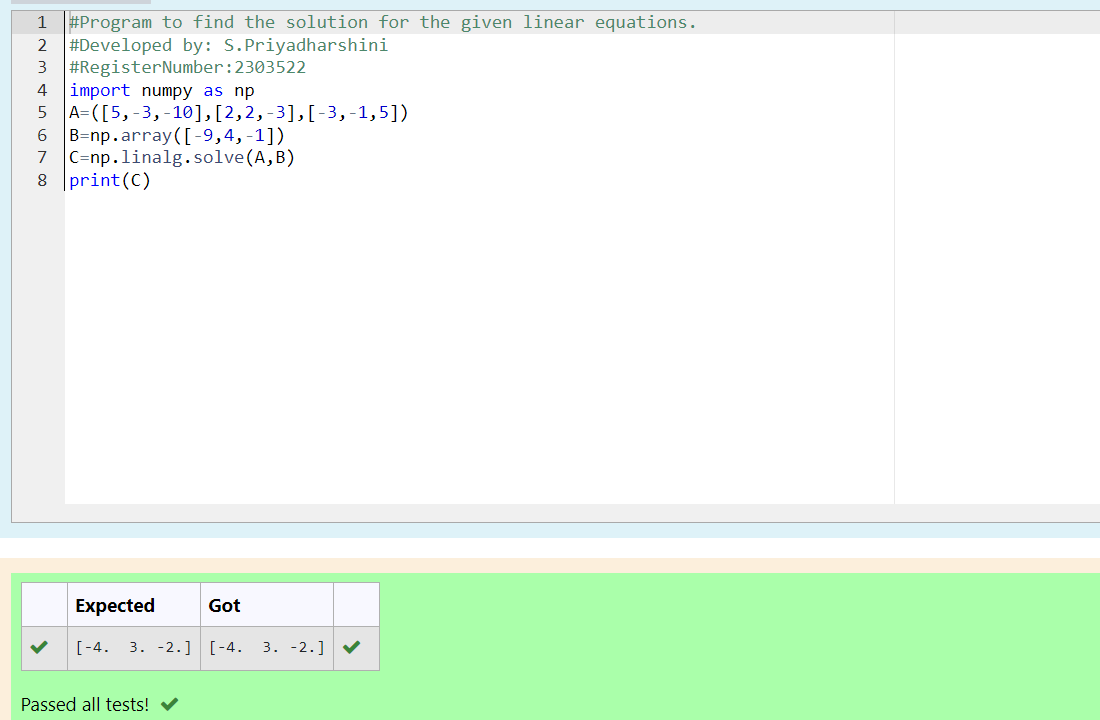 1 #Program to find the solution for the given linear equations.
2 #Developed by: S.Priyadharshini
3 #RegisterNumber:2303522
4 import numpy as np
5 A=([5,-3,-10],[2,2,-3],[-3,-1,5])
6 B=np.array([-9,4,-1])
7 C=np.linalg.solve(A,B)
8 print(C)
Expected Got
[-4.  3. -2.] [-4.  3. -2.]
Passed all tests!